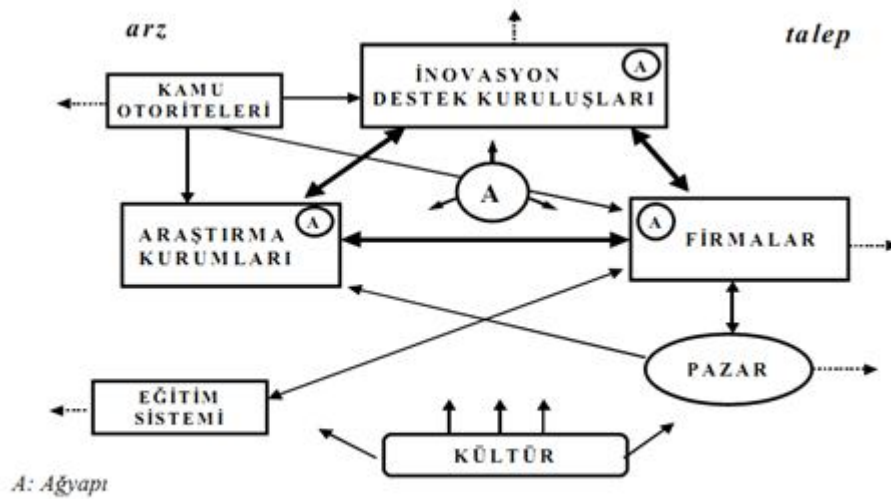 arz
talep
KAMU
OTORİTELERİ
İNOVASYON
DESTEK KURULUŞLARI
A
A
ARAŞTIRMA
KURUMLARI
A
A
FİRMALAR
PAZAR
EĞİTİM
SİSTEMİ
KÜLTÜR
A: Ağyapı